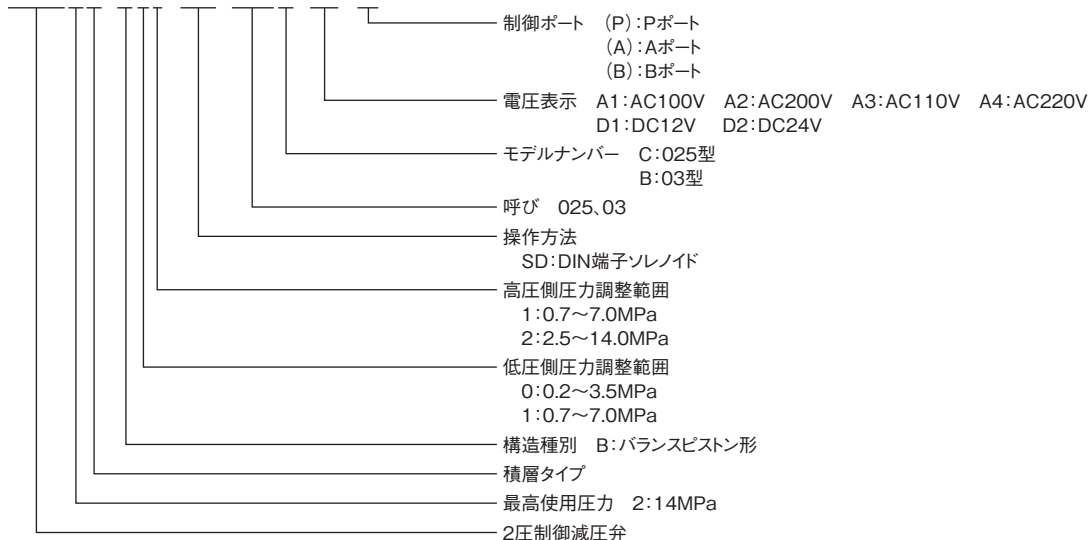 制御ポート (P):Pポート
(A):Aポート
(B):Bポート
電圧表示 A1:AC100V A2:AC200V A3:AC110V A4:AC220V
D1:DC12V D2:DC24V
モデルナンバー C:025型
B:03型
呼び 025、03
操作方法
SD:DIN端子ソレノイド
高圧側圧力調整範囲
1:0.7〜7.0MPa
2:2.5〜14.0MPa
低圧側圧力調整範囲
0:0.2〜3.5MPa
1:0.7〜7.0MPa
構造種別 B:バランスピストン形
積層タイプ
最高使用圧力 2:14MPa
2圧制御減圧弁